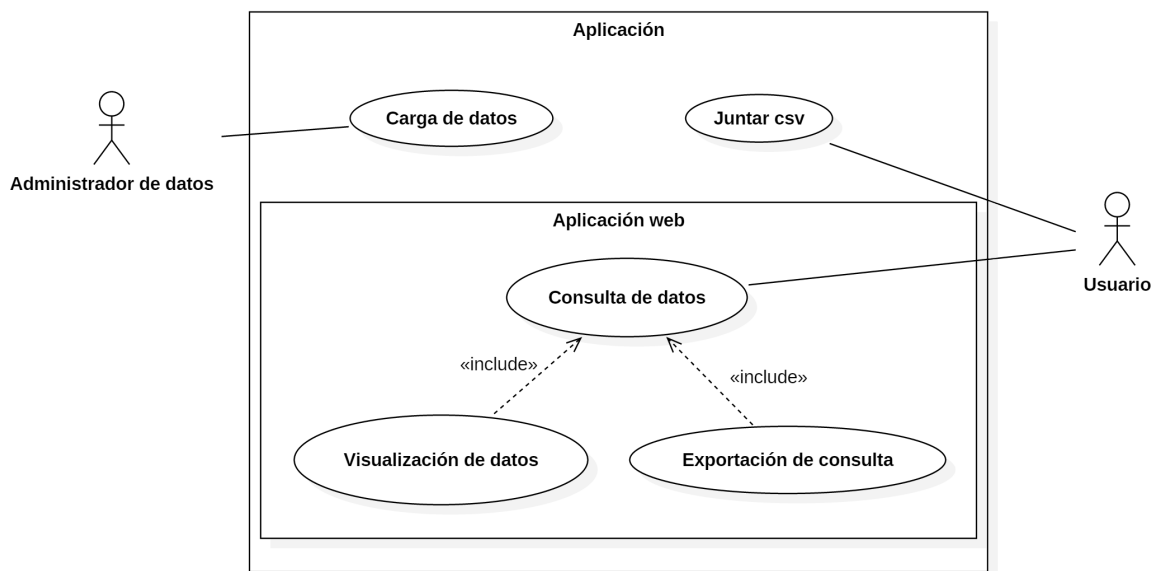 Aplicación
Carga de datos
Juntar csv
Administrador de datos
Aplicación web
Usuario
Consulta de datos
«include»
«include»
Visualización de datos
Exportación de consulta